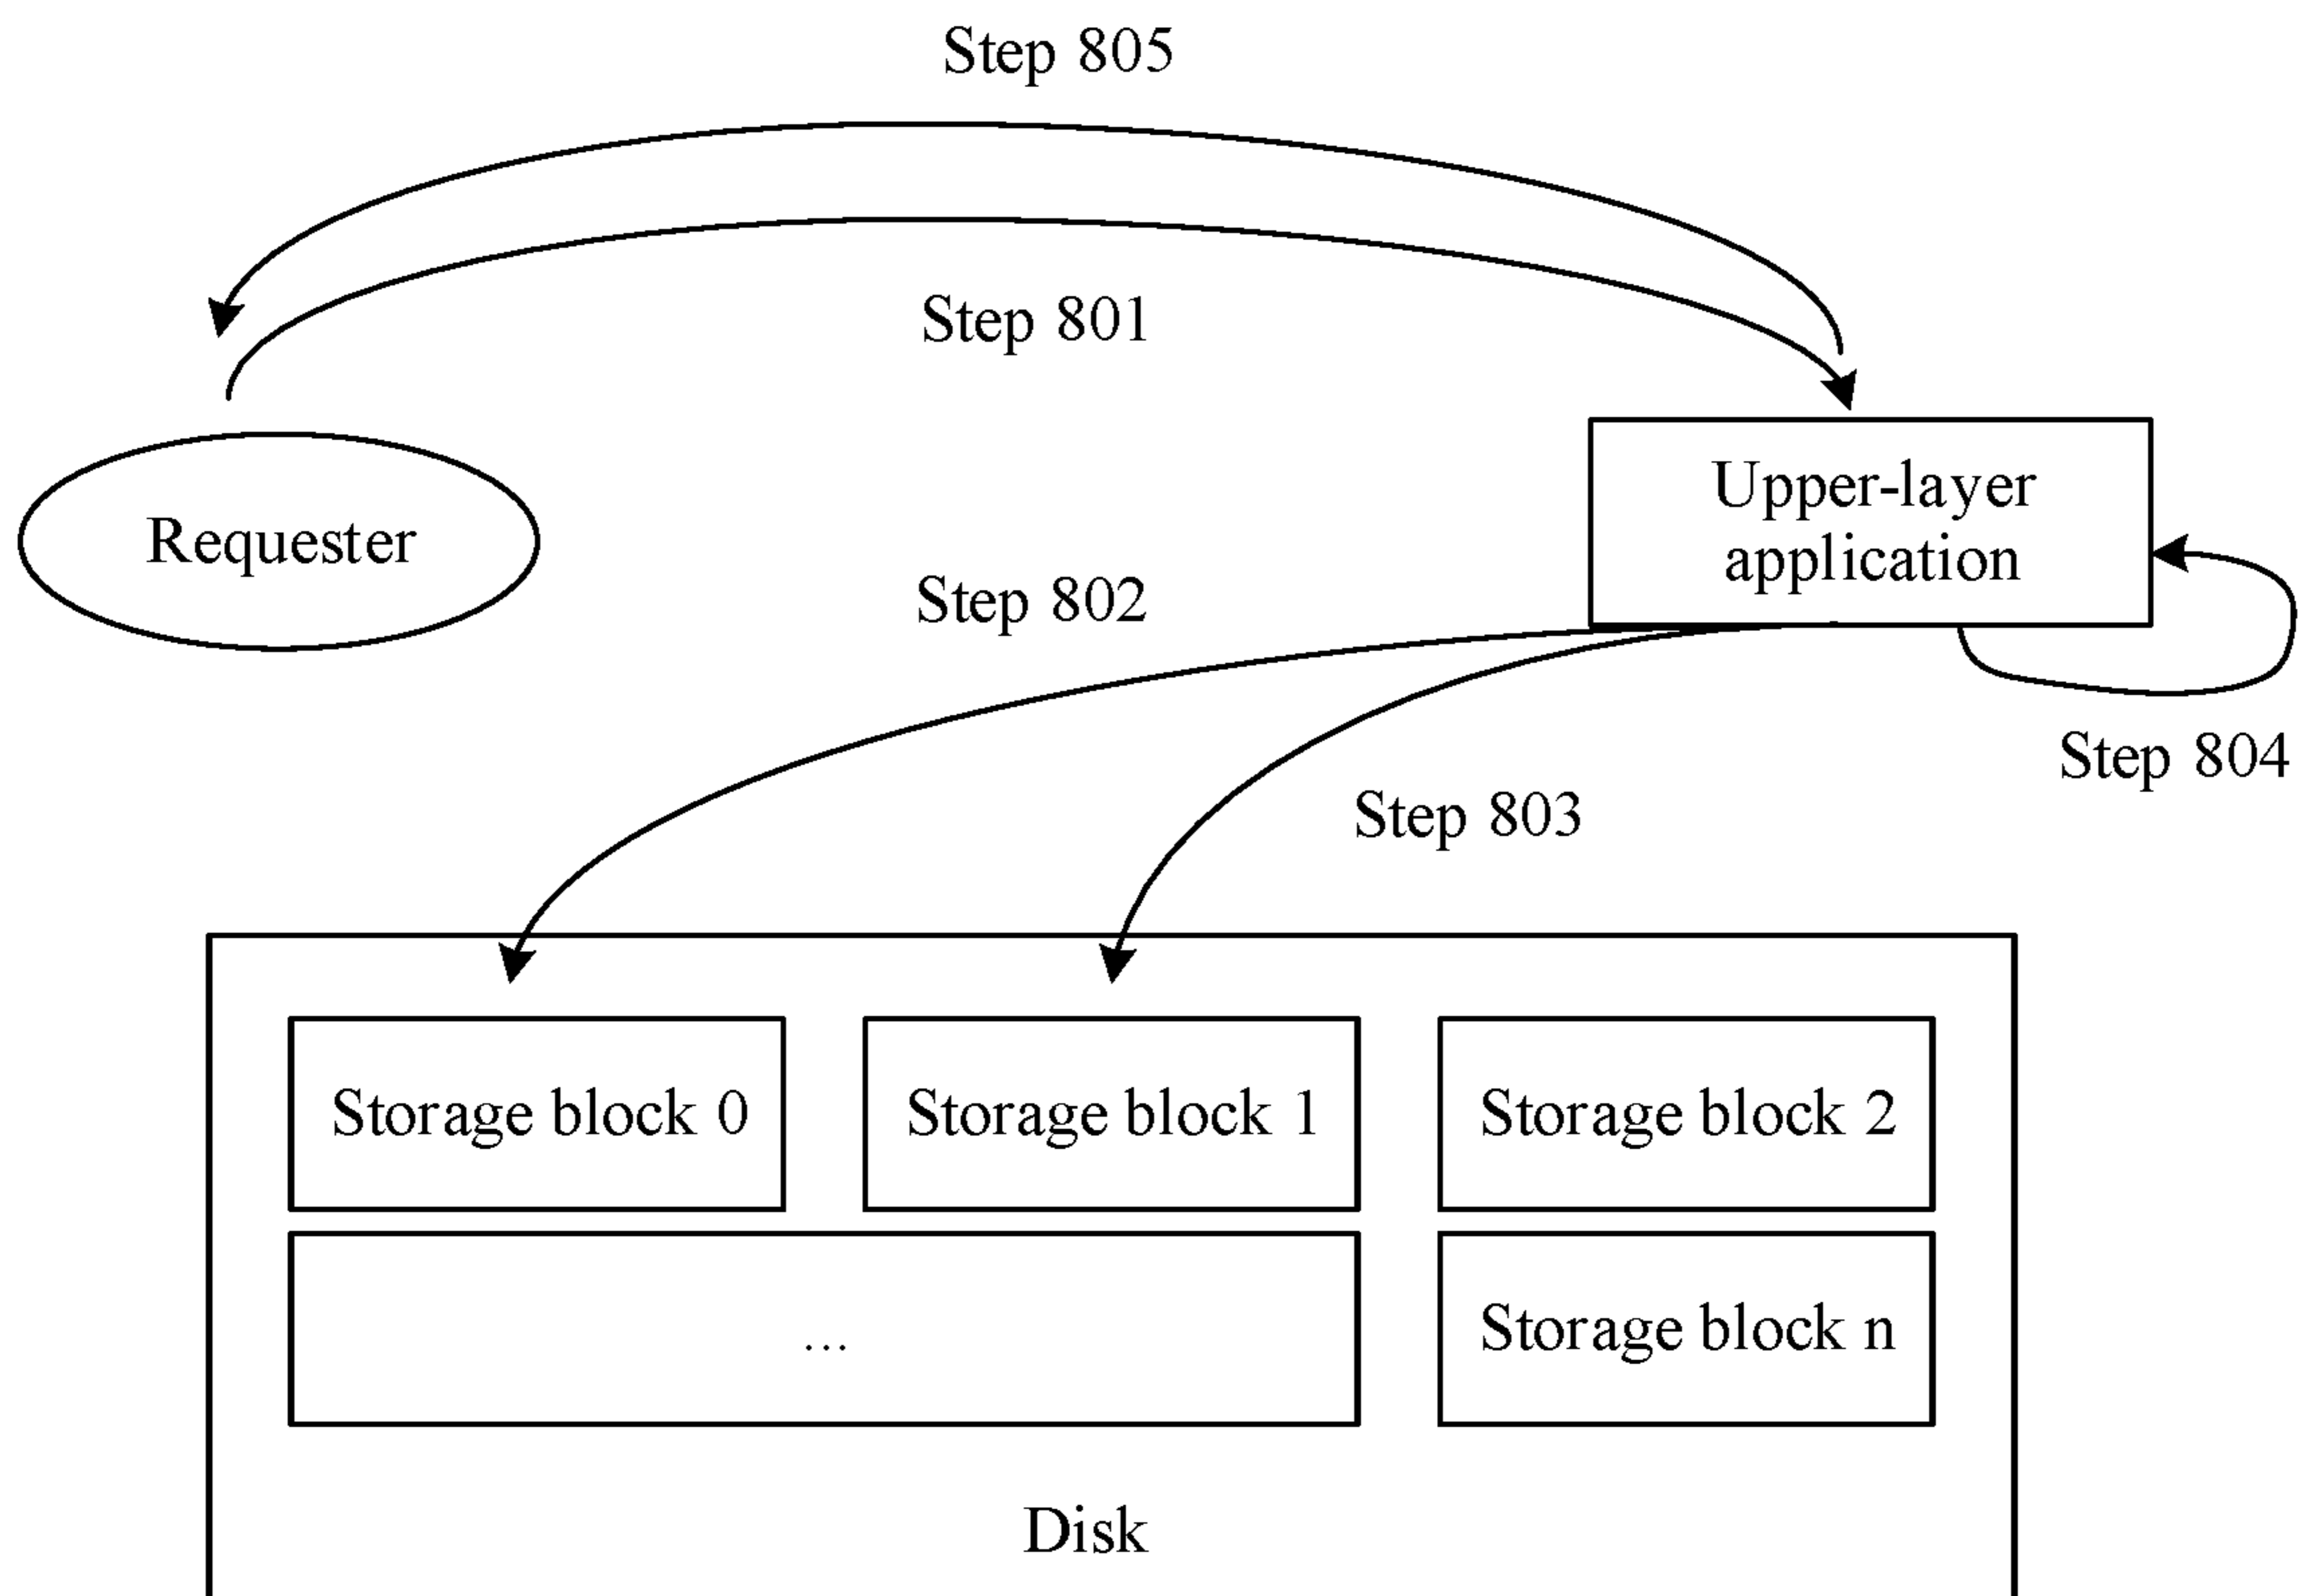 Step 805
Step 801
Requester
Upper-layer
application
Step 802
Step 804
Step 803
Storage block 0
Storage block 1
Storage block 2
...
Storage block n
Disk